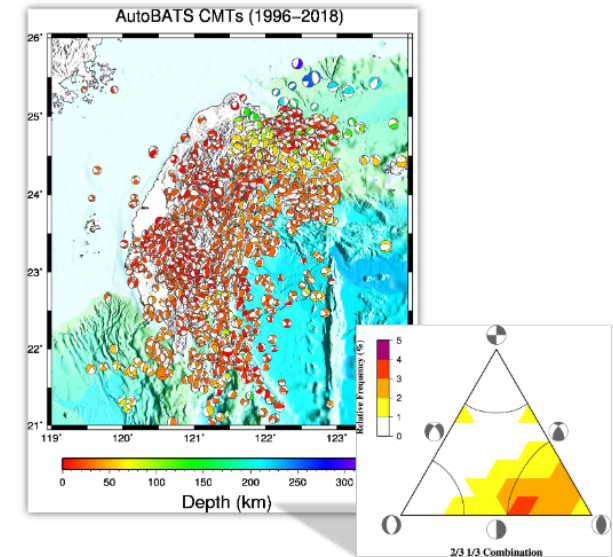 AutoBATS CMTs (1996-2018)
26°
25°
24°
23°
22°
21°
119° 120° 121° 122° 123°
0 50 100 150 200 250 300
Depth (km)
Relative Frequency (%)
5
4
3
2
1
0
2/3 1/3 Combination